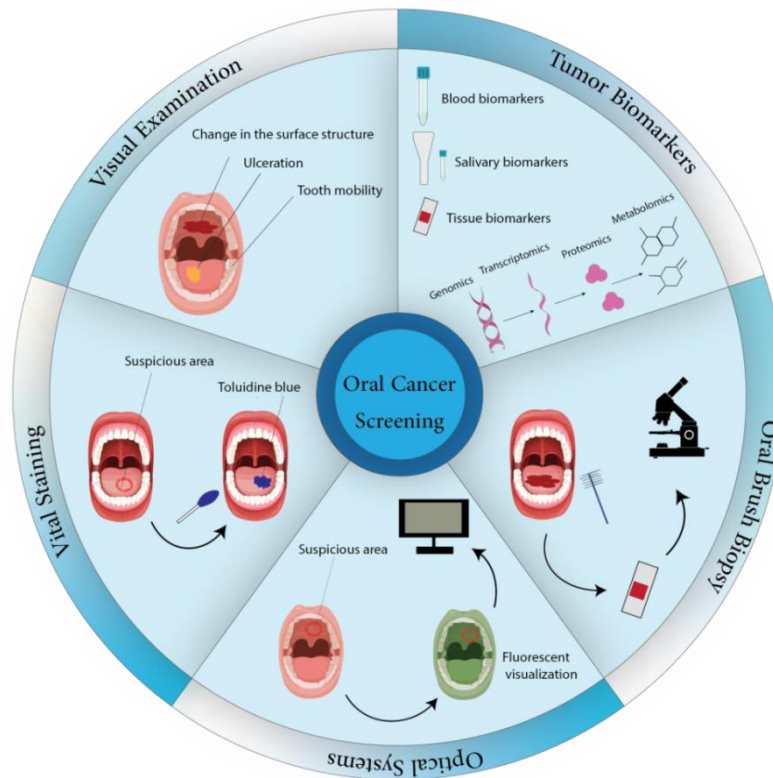 Visual Examination
Change in the surface structure
Ulceration
Tooth mobility
Tumor Biomarkers
Blood biomarkers
Salivary biomarkers
Tissue biomarkers
Genomics
Transcriptomics
Proteomics
Metabolomics
Oral Cancer
Screening
Vital Staining
Suspicious area
Toluidine blue
Oral Brush Biopsy
Optical Systems
Suspicious area
Fluorescent
visualization